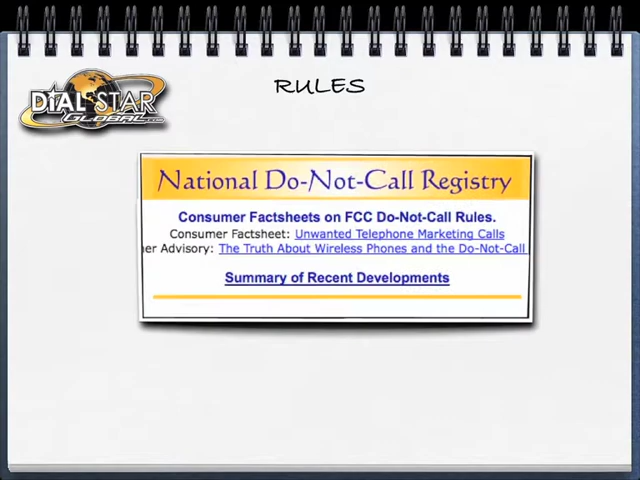 RULES
DIAL STAR
GLOBAL.COM
National Do-Not-Call Registry
Consumer Factsheets on FCC Do-Not-Call Rules.
Consumer Factsheet: Unwanted Telephone Marketing Calls
er Advisory: The Truth About Wireless Phones and the Do-Not-Call
Summary of Recent Developments